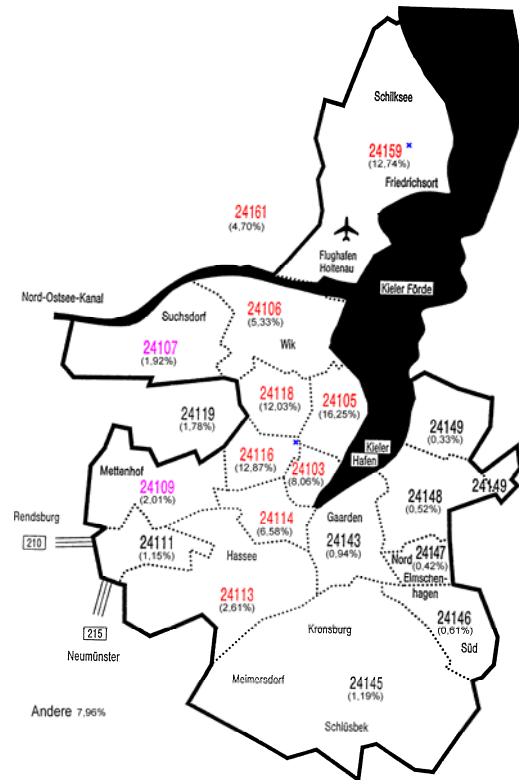 Schilksee
24159
(12,74%)
Friedrichsort
24161
(4,70%)
Flughafen
Holtenau
Kieler Förde
Nord-Ostsee-Kanal
Suchsdorf
24106
(5,33%)
Wik
24107
(1,92%)
24118
(12,03%)
24105
(16,25%)
24119
(1,78%)
24149
(0,33%)
Kieler
Hafen
24116
(12,87%)
24103
(8,06%)
Mettenhof
24109
(2,01%)
24149
24148
(0,52%)
Rendsburg
210
24114
(6,58%)
Gaarden
24143
(0,94%)
24111
(1,15%)
Hassee
Nord
24147
(0,42%)
Elmschen-
hagen
24113
(2,61%)
24146
(0,61%)
Süd
215
Neumünster
Kronsburg
Meimersdorf
24145
(1,19%)
Andere 7,96%
Schlüsbek